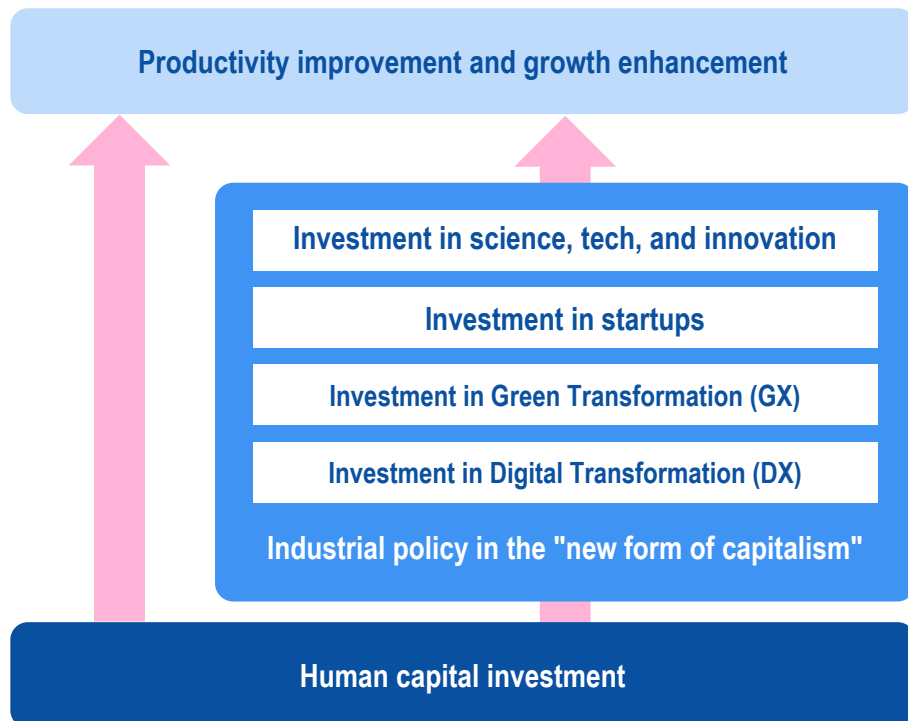 Productivity improvement and growth enhancement
Investment in science, tech, and innovation
Investment in startups
Investment in Green Transformation (GX)
Investment in Digital Transformation (DX)
Industrial policy in the "new form of capitalism"
Human capital investment